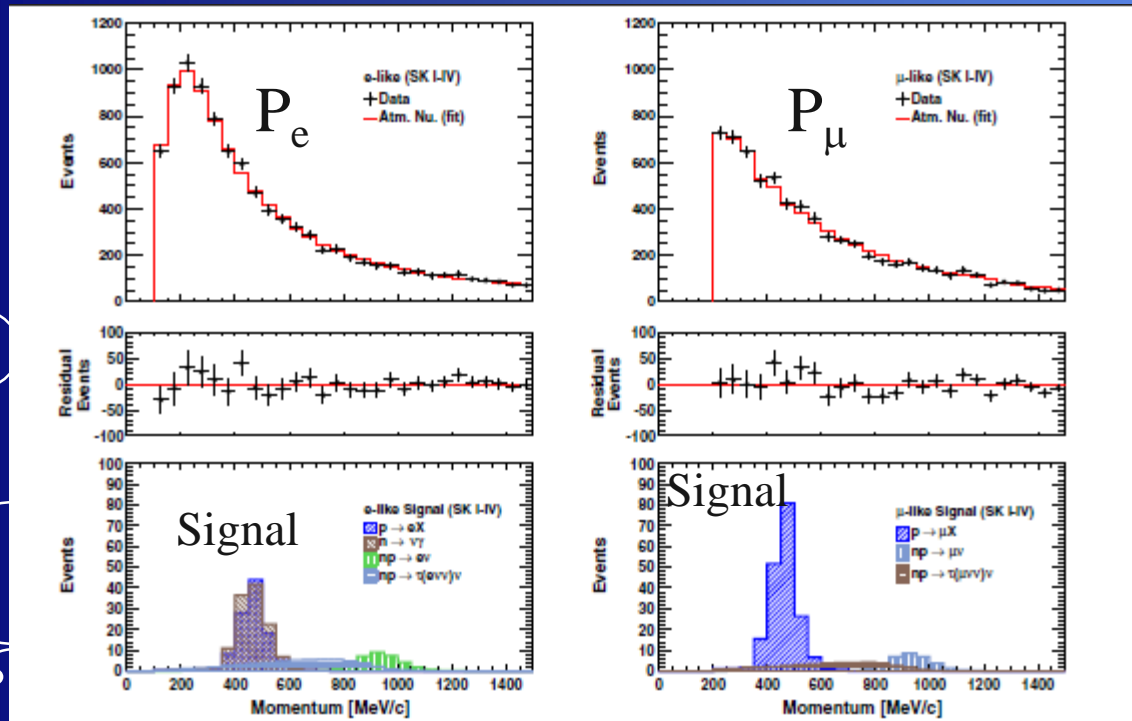 1200
1000
800
600
400
200
0
Events
P_e
e-like (SK I-IV)
Data
Atm. Nu. (fit)
1200
1000
800
600
400
200
0
Events
P_μ
μ-like (SK I-IV)
Data
Atm. Nu. (fit)
100
50
0
-50
-100
Residual
Events
100
50
0
-50
-100
Residual
Events
100
90
80
70
60
50
40
30
20
10
0
Events
Signal
e-like Signal (SK I-IV)
p → eX
n → νγ
np → eν
np → τ(eνν)ν
0 200 400 600 800 1000 1200 1400
Momentum [MeV/c]
100
90
80
70
60
50
40
30
20
10
0
Events
Signal
μ-like Signal (SK I-IV)
p → μX
np → μν
np → τ(μνν)ν
0 200 400 600 800 1000 1200 1400
Momentum [MeV/c]